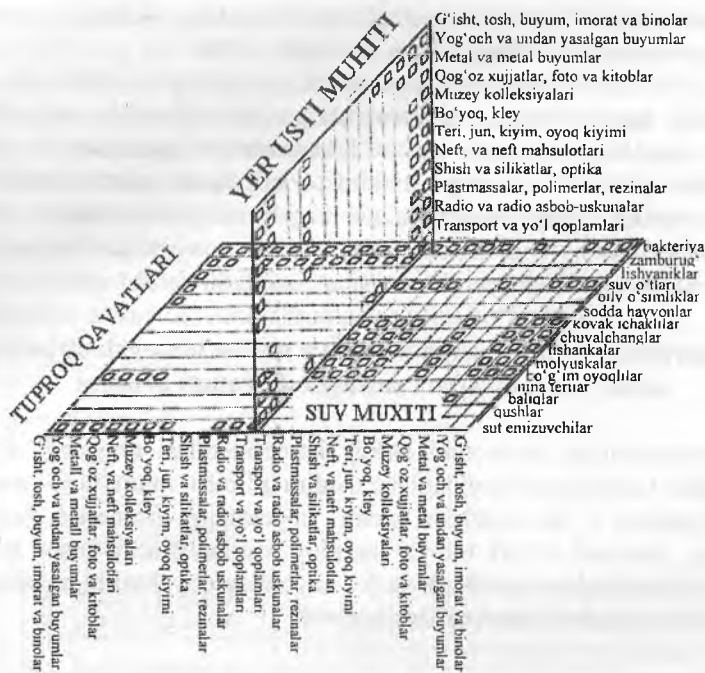 YER USTI MUHITI
G‘isht, tosh, buyum, imorat va binolar
Yog‘och va undan yasalgan buyumlar
Metal va metal buyumlar
Qog‘oz xujjatlar, foto va kitoblar
Muzey kolleksiyalari
Bo‘yoq, kley
Teri, jun, kiyim, oyoq kiyimi
Neft, va neft mahsulotlari
Shish va silikatlar, optika
Plastmassalar, polimerlar, rezinalar
Radio va radio asbob-uskunalar
Transport va yo‘l qoplamlari
TUPROQ QAVATLARI
bakteriya
zamburug‘
lishyaniklar
suv o‘tlari
oliy o‘simliklar
sodda hayvonlar
kovak ichaklilar
chuvalchanglar
lishankalar
molyuskalar
bo‘g‘im oyoqlilar
nina terilar
baliqlar
qushlar
sut emizuvchilar
SUV MUXITI
G‘isht, tosh, buyum, imorat va binolar
Yog‘och va undan yasalgan buyumlar
Metall va metall buyumlar
Qog‘oz xujjatlar, foto va kitoblar
Neft, va neft mahsulotlari
Muzey kolleksiyalari
Bo‘yoq, kley
Teri, jun, kiyim, oyoq kiyimi
Shish va silikatlar, optika
Plastmassalar, polimerlar, rezinalar
Radio va radio asbob uskunalar
Transport va yo‘l qoplamlari
Transport va yo‘l qoplamlari
Radio va radio asbob uskunalar
Plastmassalar, polimerlar, rezinalar
Shish va silikatlar, optika
Neft, va neft mahsulotlari
Teri, jun, kiyim, oyoq kiyimi
Bo‘yoq, kley
Muzey kolleksiyalari
Qog‘oz xujjatlar, foto va kitoblar
Metal va metal buyumlar
Yog‘och va undan yasalgan buyumlar
G‘isht, tosh, buyum, imorat va binolar